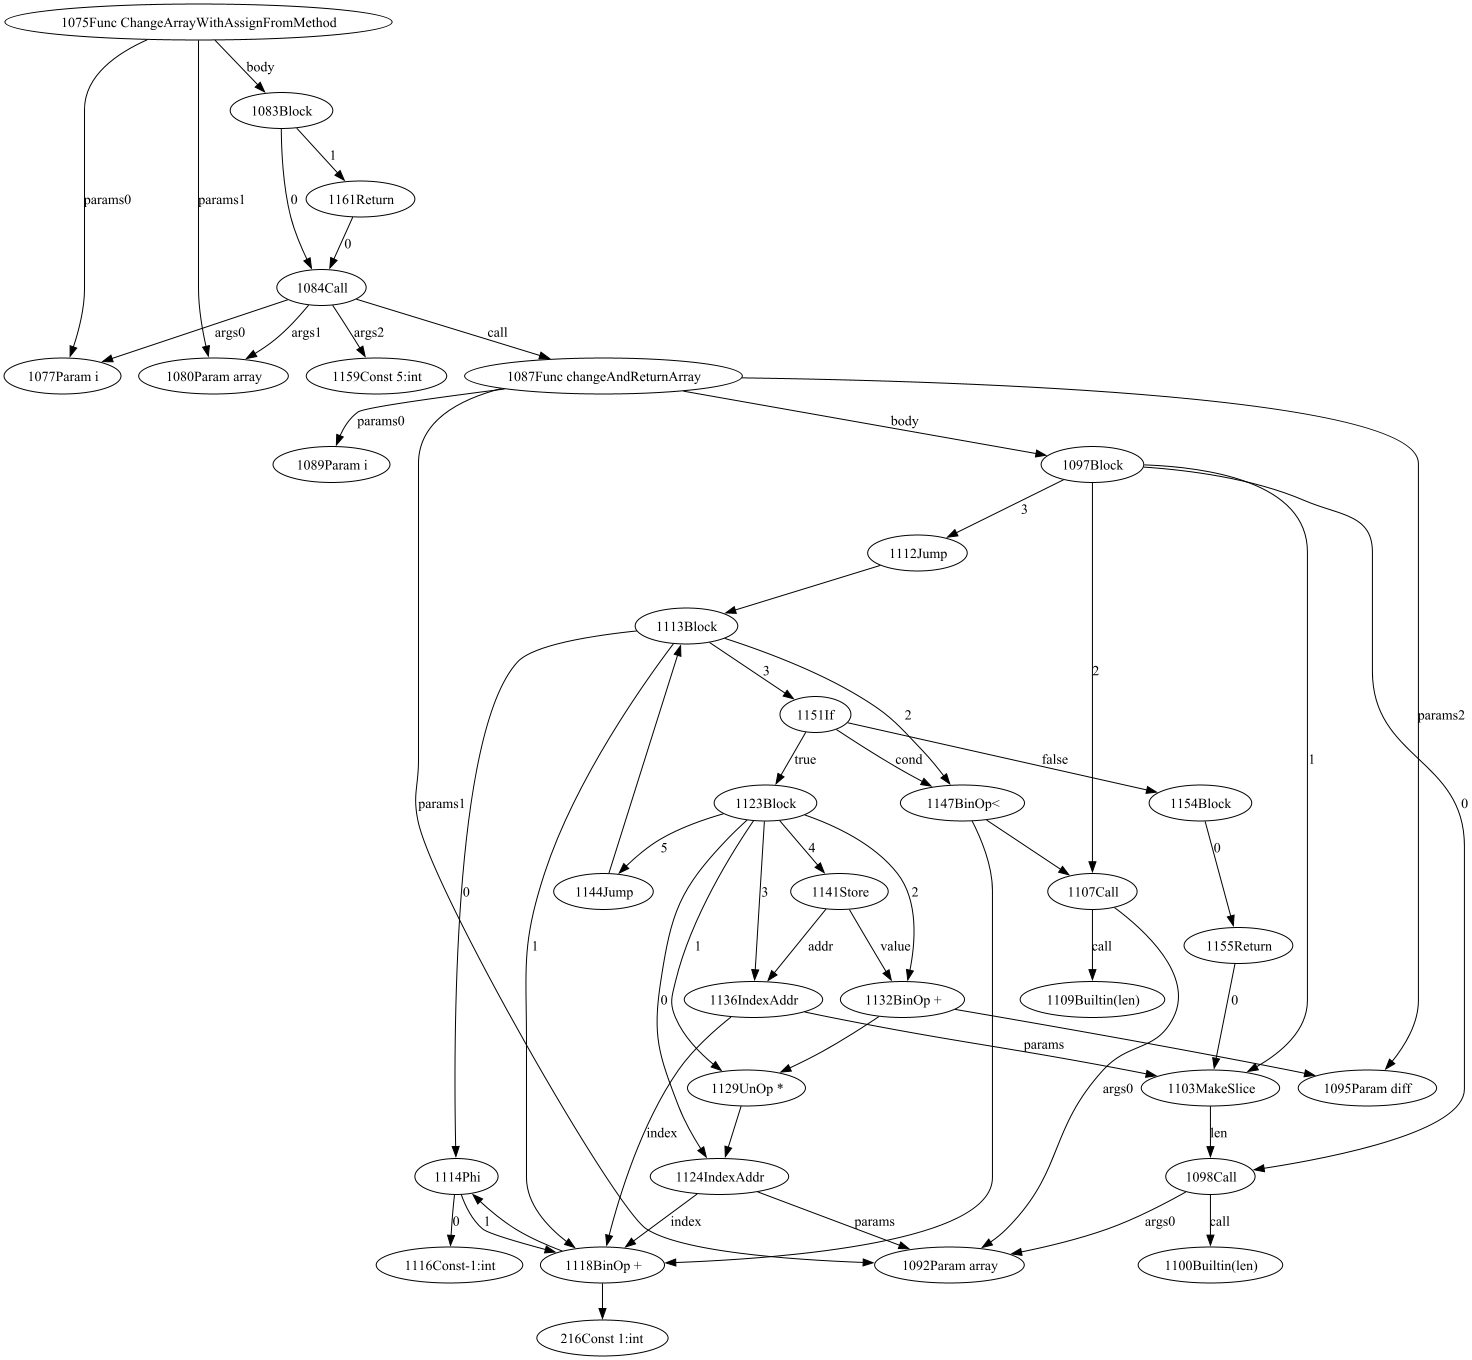 1075Func ChangeArrayWithAssignFromMethod
body
1083Block
1
params0
params1
0
1161Return
0
1084Call
args0
args1
args2
call
1077Param i
1080Param array
1159Const 5:int
1087Func changeAndReturnArray
params0
body
1089Param i
1097Block
3
1112Jump
1113Block
3
2
2
1151If
params2
cond
false
1
true
params1
1123Block
1147BinOp<
1154Block
0
5
4
0
0
3
2
1144Jump
1141Store
1107Call
1
1
addr
value
call
1155Return
0
1136IndexAddr
1132BinOp +
1109Builtin(len)
0
params
1129UnOp *
1103MakeSlice
1095Param diff
args0
index
len
1114Phi
1124IndexAddr
1098Call
0
1
index
params
args0
call
1116Const-1:int
1118BinOp +
1092Param array
1100Builtin(len)
216Const 1:int